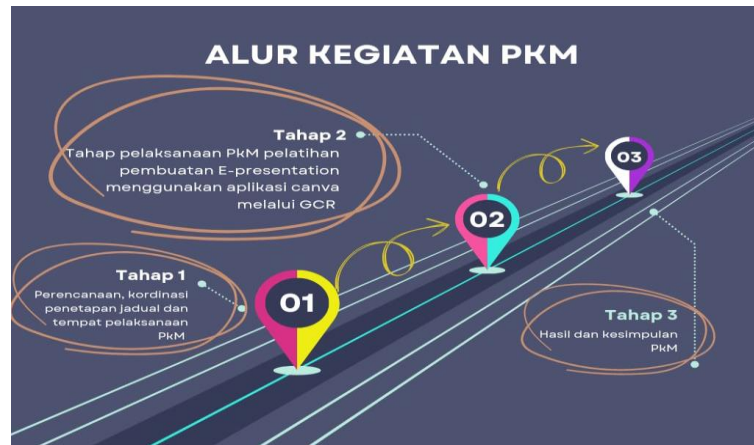 ALUR KEGIATAN PKM
Tahap 2
Tahap pelaksanaan PkM pelatihan
pembuatan E-presentation
menggunakan aplikasi canva
melalui GCR
03
02
Tahap 1
Perencanaan, kordinasi
penetapan jadual dan
tempat pelaksanaan
PkM
01
Tahap 3
Hasil dan kesimpulan
PkM